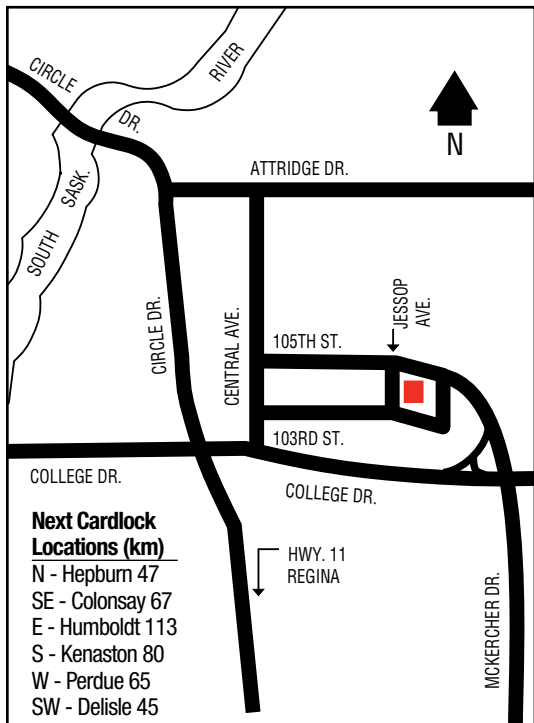 CIRCLE
DR.
RIVER
SASK.
SOUTH
N
ATTRIDGE DR.
CIRCLE DR.
CENTRAL AVE.
JESSOP
AVE.
105TH ST.
103RD ST.
COLLEGE DR.
COLLEGE DR.
MCKERCHER DR.
HWY. 11
REGINA
Next Cardlock
Locations (km)
N - Hepburn 47
SE - Colonsay 67
E - Humboldt 113
S - Kenaston 80
W - Perdue 65
SW - Delisle 45